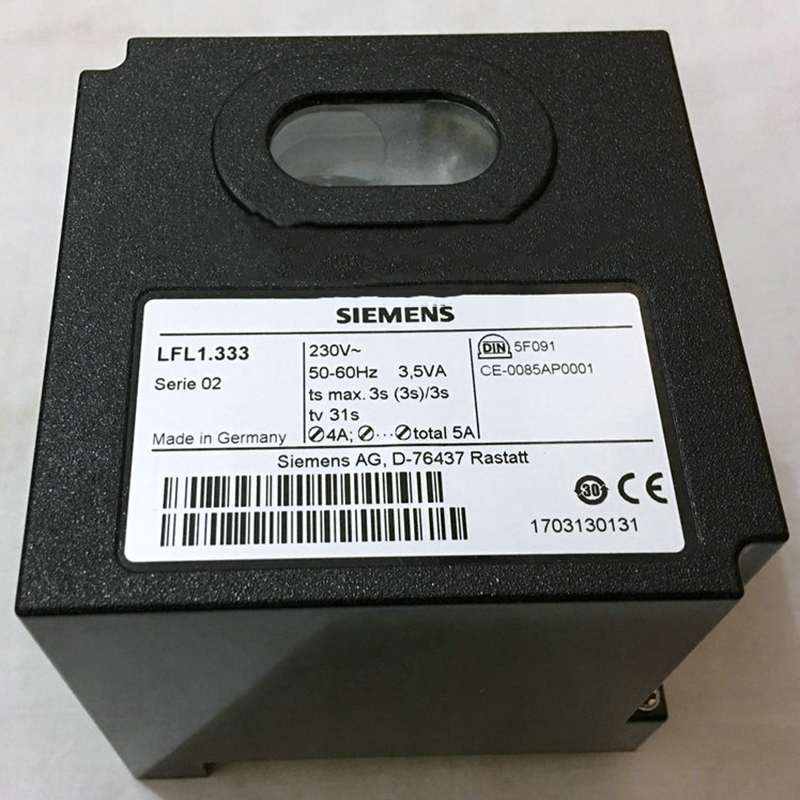 SIEMENS
LFL1.333
Serie 02
Made in Germany
230V~
50-60Hz 3,5VA
ts max. 3s (3s)/3s
tv 31s
⊘4A; ⊘···⊘total 5A
DIN 5F091
CE-0085AP0001
Siemens AG, D-76437 Rastatt
30 CE
1703130131